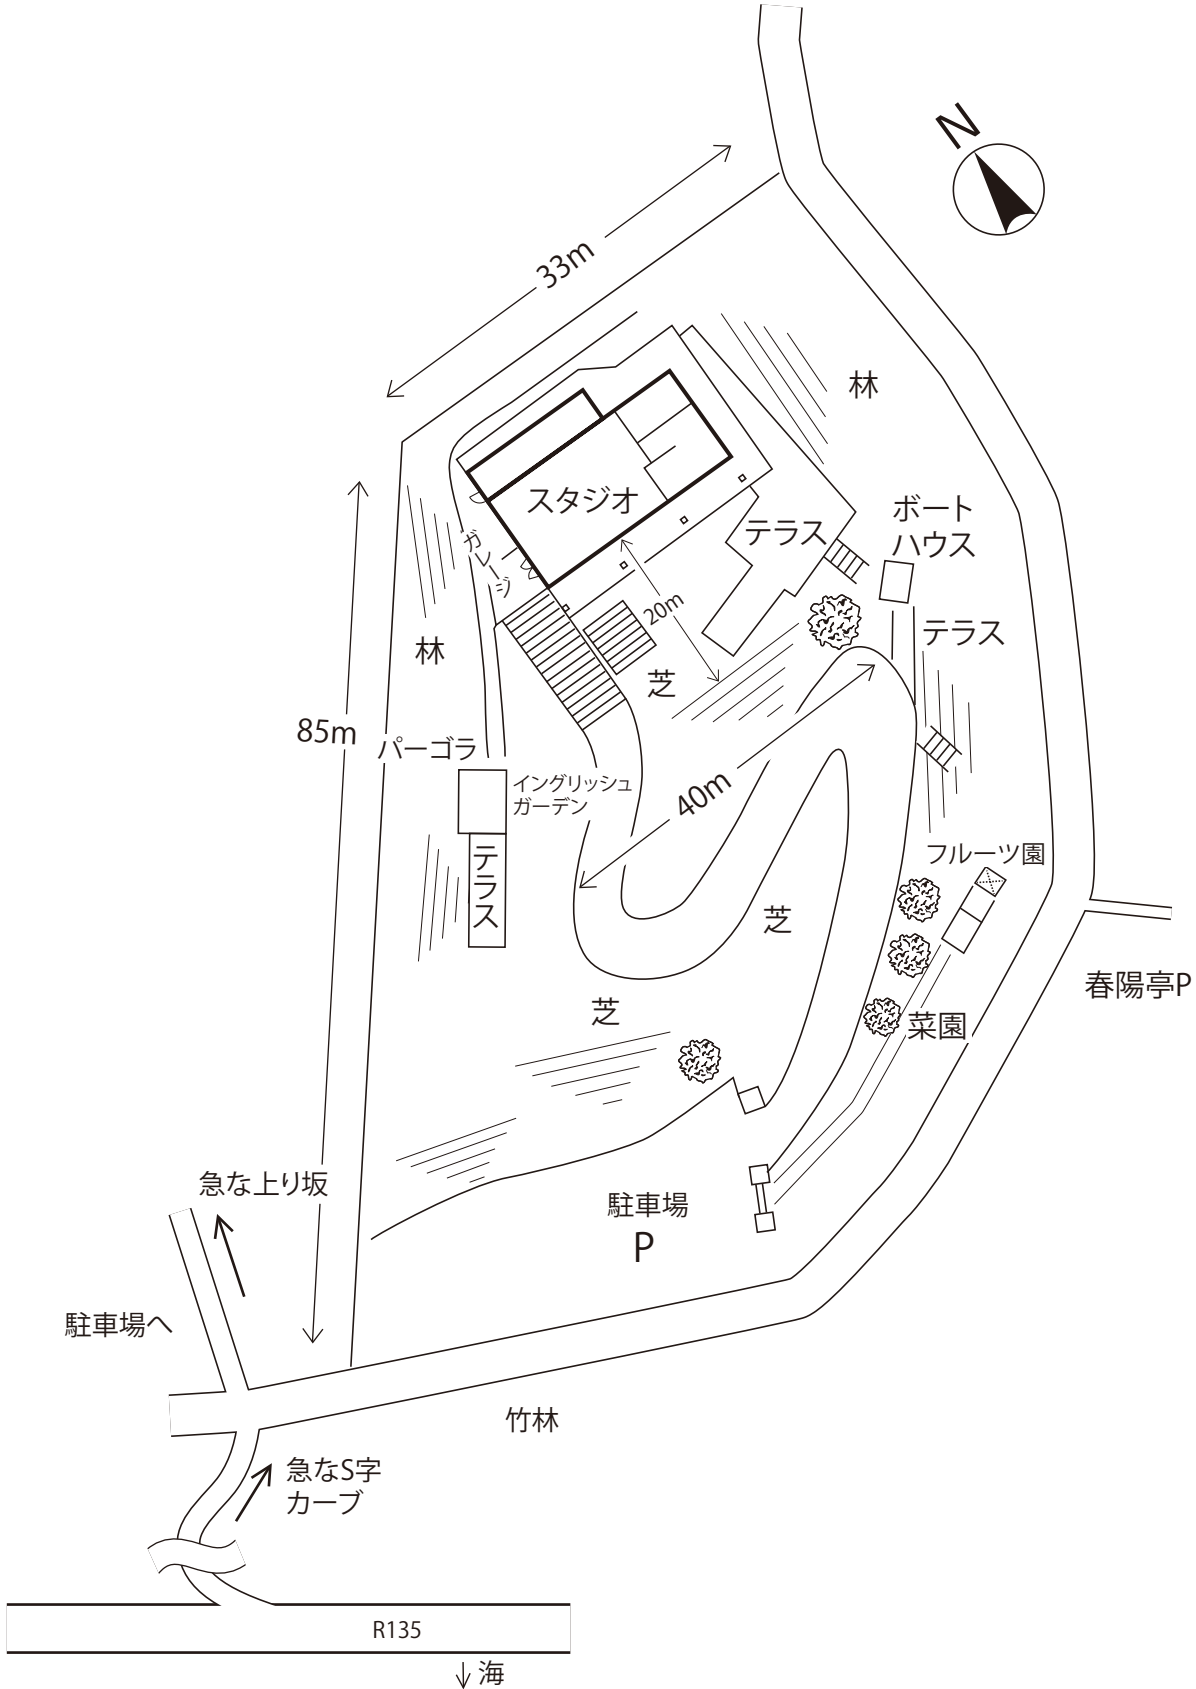 N
33m
林
スタジオ
ボート
ハウス
テラス
ガレージ
20m
テラス
林
芝
85m
パーゴラ
イングリッシュ
ガーデン
40m
テラス
フルーツ園
芝
春陽亭P
芝
菜園
急な上り坂
駐車場
P
駐車場へ
竹林
急なS字
カーブ
R135
海